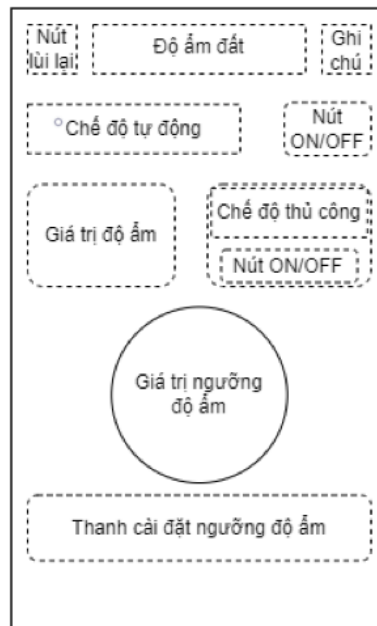 Nút
lùi lại
Độ ẩm đất
Ghi
chú
Chế độ tự động
Nút
ON/OFF
Giá trị độ ẩm
Chế độ thủ công
Nút ON/OFF
Giá trị ngưỡng
độ ẩm
Thanh cài đặt ngưỡng độ ẩm